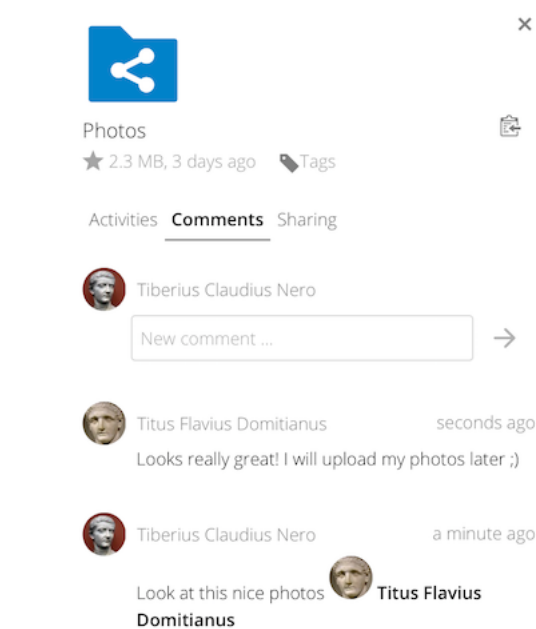 Photos
2.3 MB, 3 days ago Tags
Activities Comments Sharing
Tiberius Claudius Nero
New comment ...
Titus Flavius Domitianus seconds ago
Looks really great! I will upload my photos later ;)
Tiberius Claudius Nero a minute ago
Look at this nice photos Titus Flavius
Domitianus